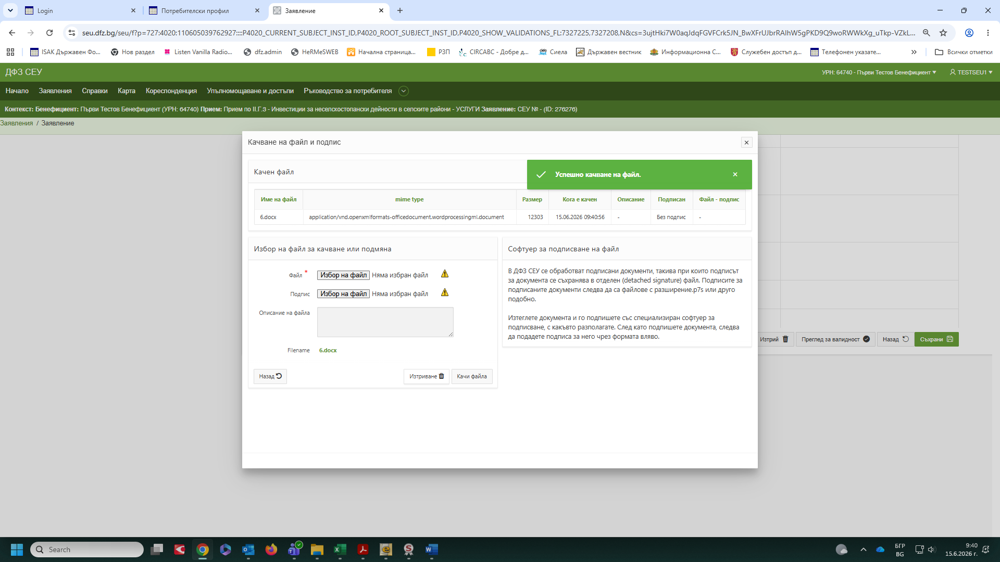 Login
Потребителски профил
Заявление
seu.dfz.bg/seu/f?p=727:4020:110605039762927::::P4020_CURRENT_SUBJECT_INST_ID,P4020_ROOT_SUBJECT_INST_ID,P4020_SHOW_VALIDATIONS_FL:7327225,7327208,N&cs=3ujtHki7W0aqJdqFGVFCrk5JN_BwXFrUJbrRAIhW5gPKD9Q9woRWWkXg_uTkp-VZkL...
ISAK Държавен Фо...
Нов раздел
Listen Vanilla Radio...
dfz.admin
HeRMeSWEB
Начална страница...
РЗП
CIRCABC - Добре д...
Сиела
Държавен вестник
Информационна С...
Служебен достъп д...
Телефонен указате...
Всички отметки
ДФЗ СЕУ
УРН: 64740 - Първи Тестов Бенефициент
TESTSEU1
Начало Заявления Справки Карта Кореспонденция Упълномощаване и достъпи Ръководство за потребителя
Контекст: Бенефициент: Първи Тестов Бенефициент (УРН: 64740) Прием: Прием по II.Г.3 - Инвестиции за неселскостопански дейности в селските райони - УСЛУГИ Заявление: СЕУ № - (ID: 276276)
Заявления / Заявление
Качване на файл и подпис
Качен файл
Успешно качване на файл.
Име на файл mime type Размер Кога е качен Описание Подписан Файл - подпис
6.docx application/vnd.openxmlformats-officedocument.wordprocessingml.document 12303 15.06.2026 09:40:56 - Без подпис -
Избор на файл за качване или подмяна
Файл * Избор на файл Няма избран файл
Подпис Избор на файл Няма избран файл
Описание на файла
Filename 6.docx
Назад Изтриване Качи файла
Софтуер за подписване на файл
В ДФЗ СЕУ се обработват подписани документи, такива при които подписът
за документа се съхранява в отделен (detached signature) файл. Подписите за
подписаните документи следва да са файлове с разширение.p7s или друго
подобно.
Изтеглете документа и го подпишете със специализиран софтуер за
подписване, с какъвто разполагате. След като подпишете документа, следва
да подадете подписа за него чрез формата вляво.
Изтрий Преглед за валидност Назад Съхрани
Search
БГР
BG
9:40
15.6.2026 г.